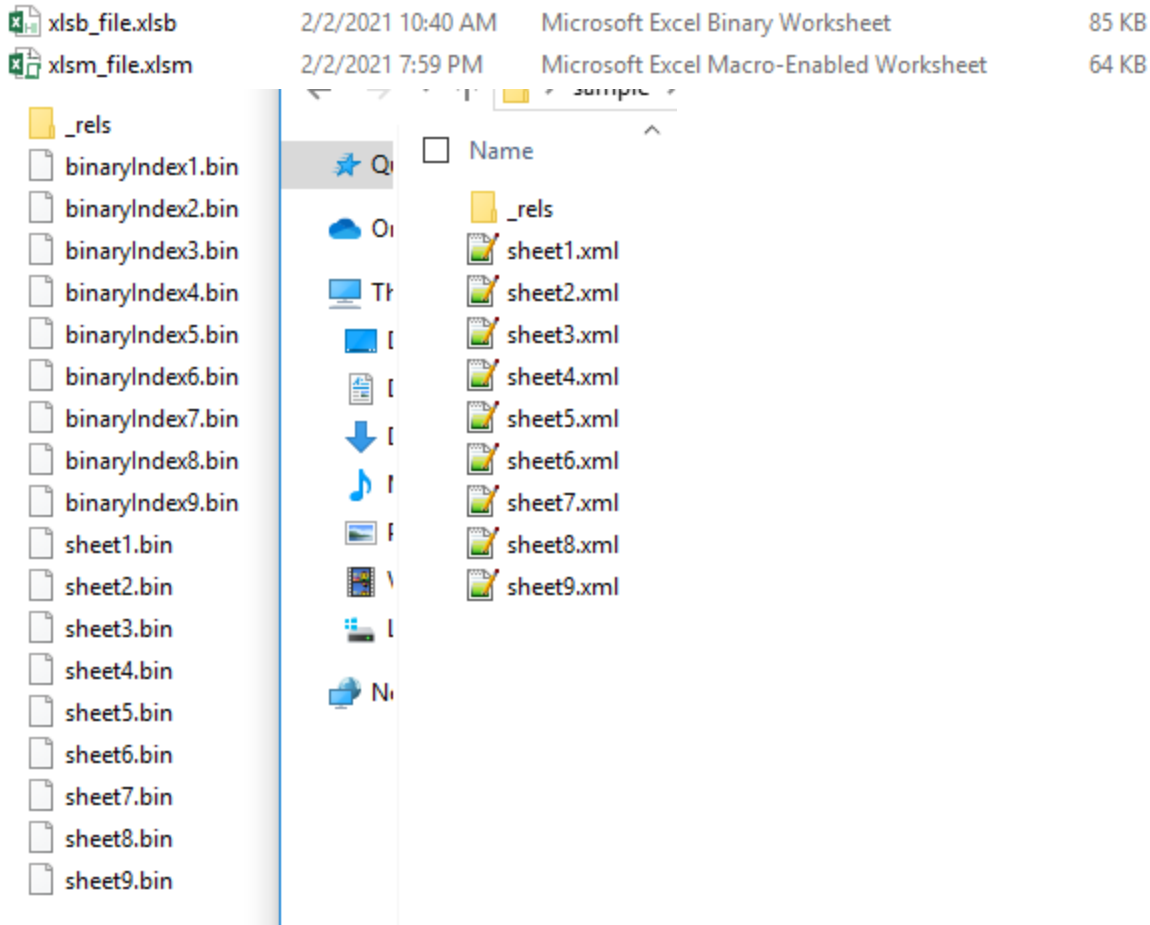 xlsb_file.xlsb 2/2/2021 10:40 AM Microsoft Excel Binary Worksheet 85 KB
xlsm_file.xlsm 2/2/2021 7:59 PM Microsoft Excel Macro-Enabled Worksheet 64 KB
_rels
binaryIndex1.bin
binaryIndex2.bin
binaryIndex3.bin
binaryIndex4.bin
binaryIndex5.bin
binaryIndex6.bin
binaryIndex7.bin
binaryIndex8.bin
binaryIndex9.bin
sheet1.bin
sheet2.bin
sheet3.bin
sheet4.bin
sheet5.bin
sheet6.bin
sheet7.bin
sheet8.bin
sheet9.bin
sample
Name
_rels
sheet1.xml
sheet2.xml
sheet3.xml
sheet4.xml
sheet5.xml
sheet6.xml
sheet7.xml
sheet8.xml
sheet9.xml